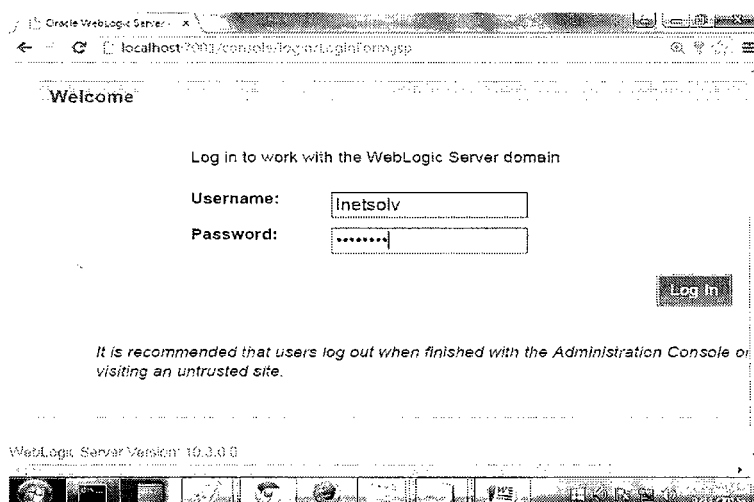 Oracle WebLogic Server
localhost:7001/console/login/LoginForm.jsp
Welcome
Log in to work with the WebLogic Server domain
Username: Inetsolv
Password: ••••••••
Log In
It is recommended that users log out when finished with the Administration Console or
visiting an untrusted site.
WebLogic Server Version: 10.3.0.0